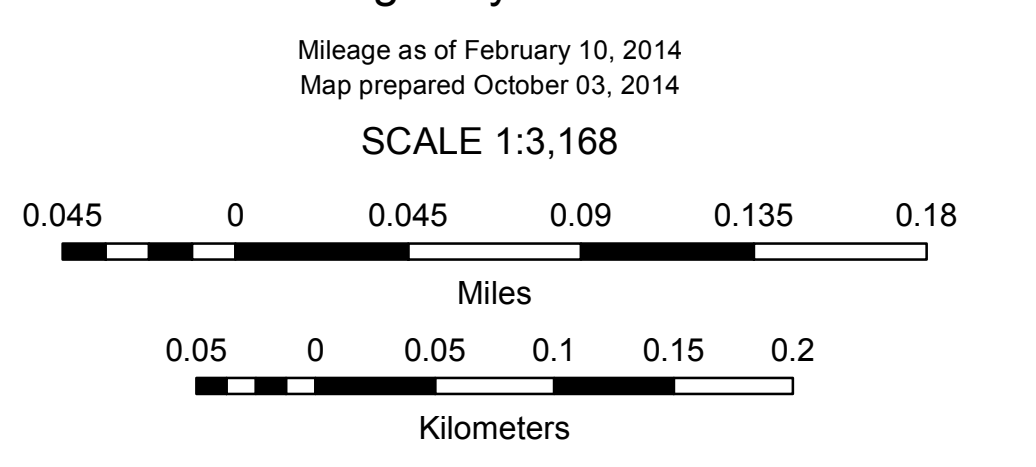 Mileage as of February 10, 2014
Map prepared October 03, 2014
SCALE 1:3,168
0.045 0 0.045 0.09 0.135 0.18
Miles
0.05 0 0.05 0.1 0.15 0.2
Kilometers